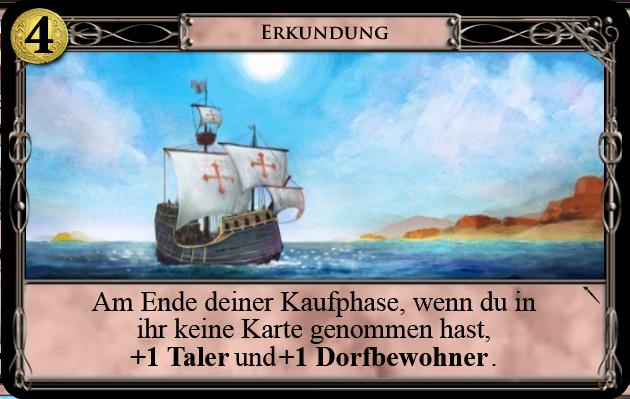 4
ERKUNDUNG
Am Ende deiner Kaufphase, wenn du in
ihr keine Karte genommen hast,
+1 Taler und +1 Dorfbewohner.